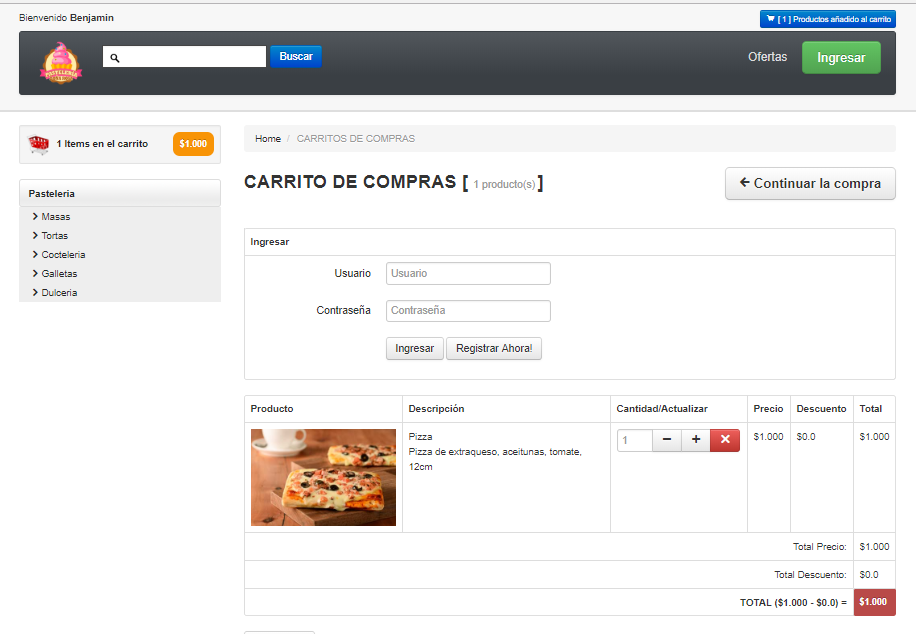 Bienvenido Benjamin
[ 1 ] Productos añadido al carrito
PASTELERIA
Buscar
Ofertas
Ingresar
1 Items en el carrito
$1.000
Home / CARRITOS DE COMPRAS
CARRITO DE COMPRAS [ 1 producto(s) ]
Continuar la compra
Pasteleria
Masas
Tortas
Cocteleria
Galletas
Dulceria
Ingresar
Usuario
Usuario
Contraseña
Contraseña
Ingresar
Registrar Ahora!
Producto Descripción Cantidad/Actualizar Precio Descuento Total
Pizza
Pizza de extraqueso, aceitunas, tomate,
12cm
1
$1.000 $0.0 $1.000
Total Precio: $1.000
Total Descuento: $0.0
TOTAL ($1.000 - $0.0) = $1.000